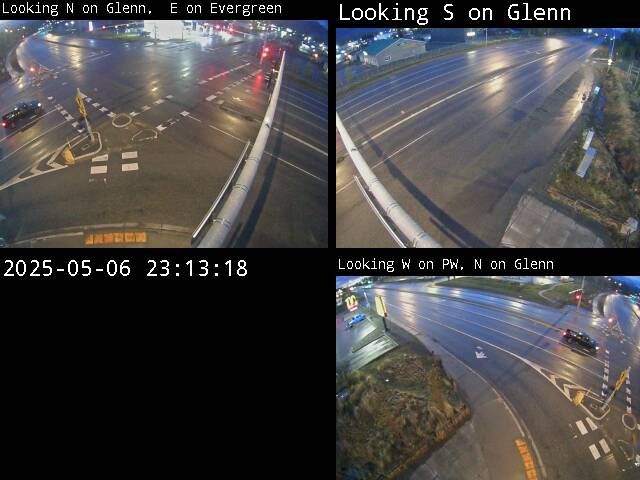 Looking N on Glenn, E on Evergreen
Looking S on Glenn
2025-05-06 23:13:18
Looking W on PW, N on Glenn